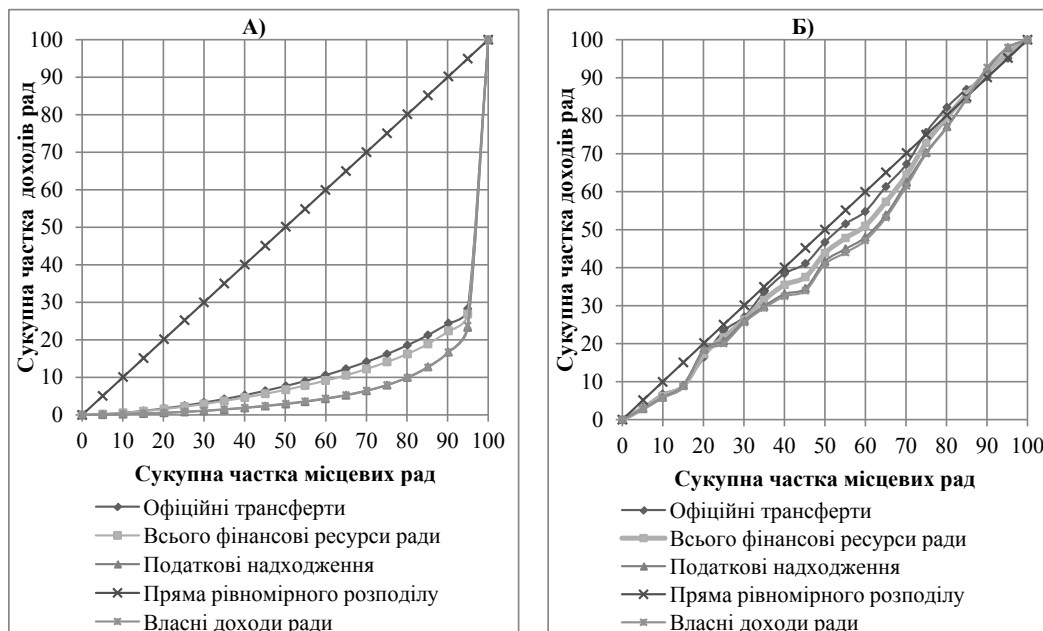 А)
100
90
80
70
60
50
40
30
20
10
0
Сукупна частка доходів рад
0 10 20 30 40 50 60 70 80 90 100
Сукупна частка місцевих рад
Офіційні трансферти
Всього фінансові ресурси ради
Податкові надходження
Пряма рівномірного розподілу
Власні доходи ради
Б)
100
90
80
70
60
50
40
30
20
10
0
Сукупна частка доходів рад
0 10 20 30 40 50 60 70 80 90 100
Сукупна частка місцевих рад
Офіційні трансферти
Всього фінансові ресурси ради
Податкові надходження
Пряма рівномірного розподілу
Власні доходи ради